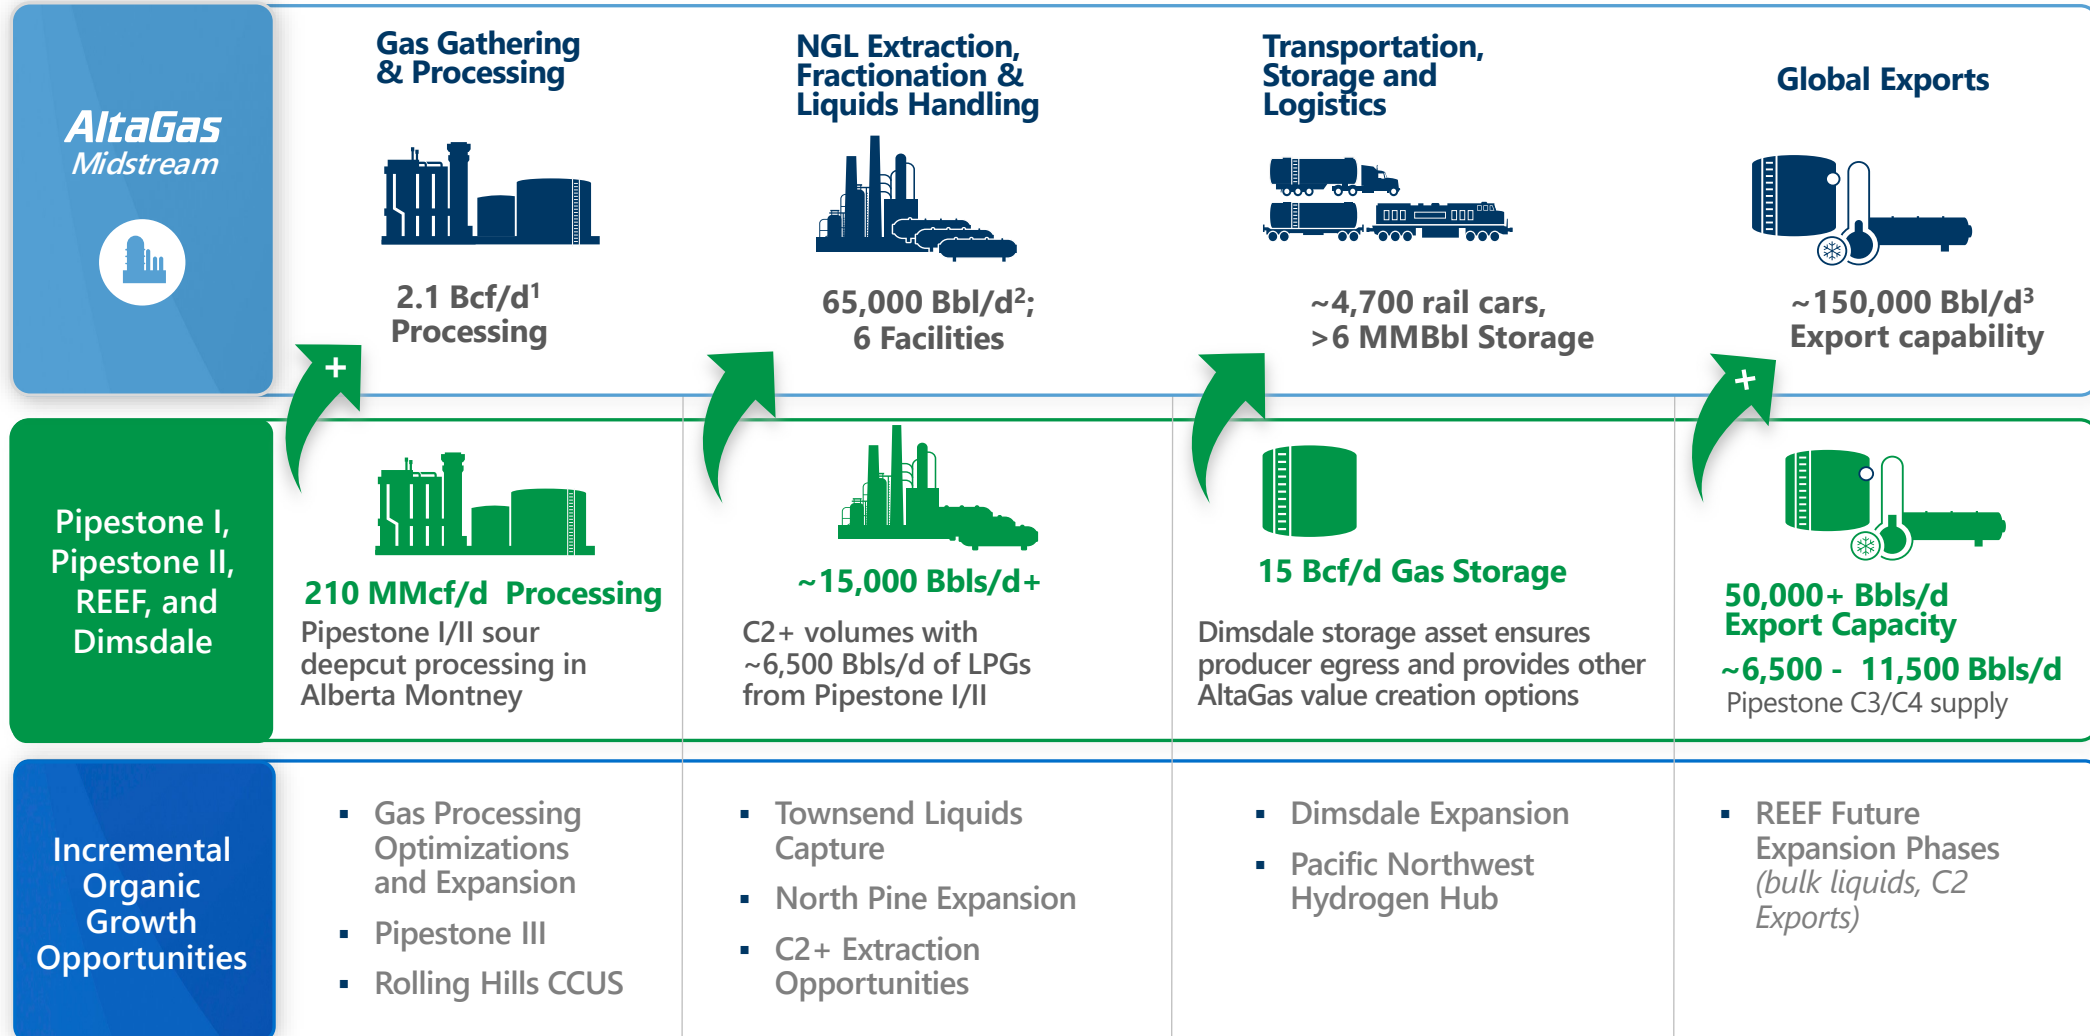 AltaGas
Midstream
Gas Gathering
& Processing
2.1 Bcf/d¹
Processing
NGL Extraction,
Fractionation &
Liquids Handling
65,000 Bbl/d²;
6 Facilities
Transportation,
Storage and
Logistics
~4,700 rail cars,
>6 MMBbl Storage
Global Exports
~150,000 Bbl/d³
Export capability
+
+
Pipestone I,
Pipestone II,
REEF, and
Dimsdale
210 MMcf/d Processing
Pipestone I/II sour
deepcut processing in
Alberta Montney
~15,000 Bbls/d+
C2+ volumes with
~6,500 Bbls/d of LPGs
from Pipestone I/II
15 Bcf/d Gas Storage
Dimsdale storage asset ensures
producer egress and provides other
AltaGas value creation options
50,000+ Bbls/d
Export Capacity
~6,500 - 11,500 Bbls/d
Pipestone C3/C4 supply
Incremental
Organic
Growth
Opportunities
▪ Gas Processing
Optimizations
and Expansion
▪ Pipestone III
▪ Rolling Hills CCUS
▪ Townsend Liquids
Capture
▪ North Pine Expansion
▪ C2+ Extraction
Opportunities
▪ Dimsdale Expansion
▪ Pacific Northwest
Hydrogen Hub
▪ REEF Future
Expansion Phases
(bulk liquids, C2
Exports)